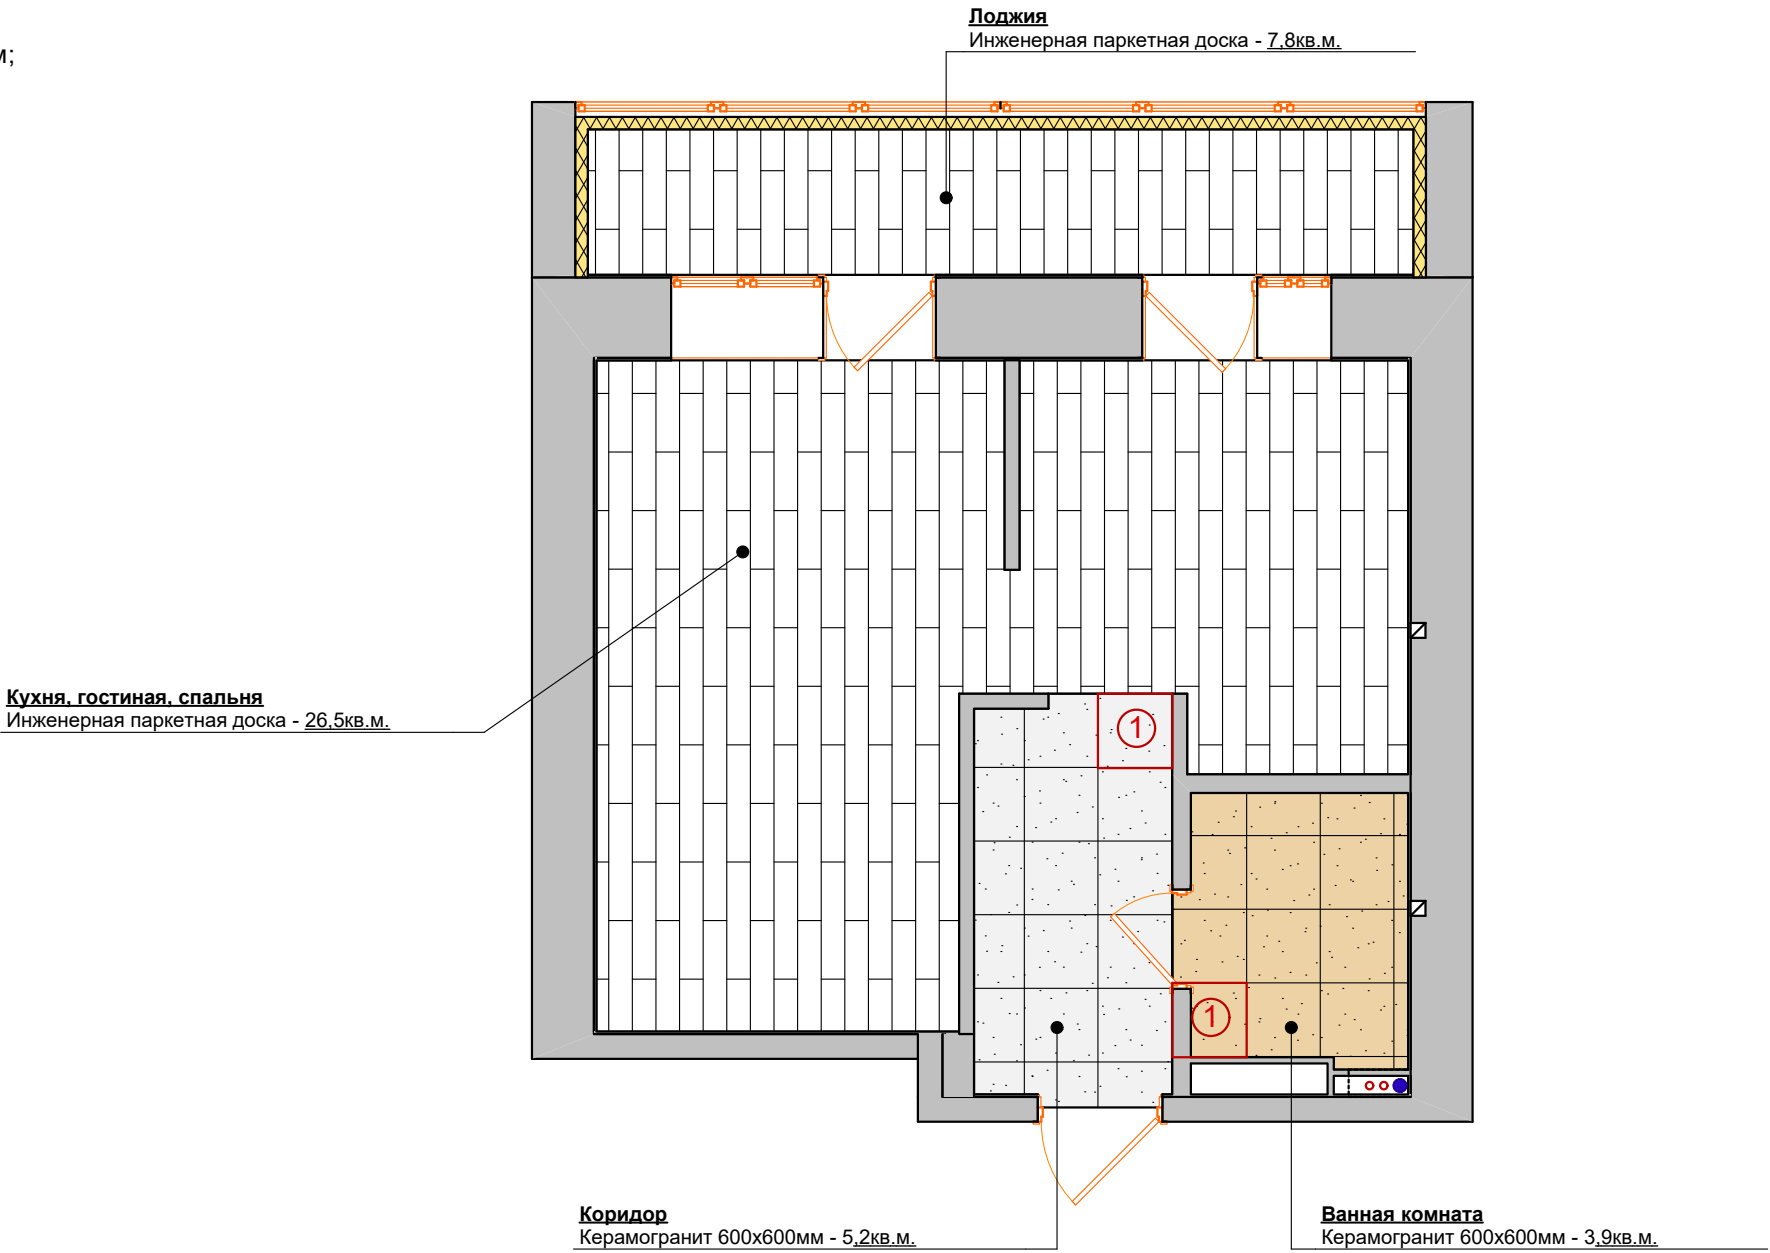 м;
Лоджия
Инженерная паркетная доска - 7,8кв.м.
Кухня, гостиная, спальня
Инженерная паркетная доска - 26,5кв.м.
1
1
Коридор
Керамогранит 600х600мм - 5,2кв.м.
Ванная комната
Керамогранит 600х600мм - 3,9кв.м.